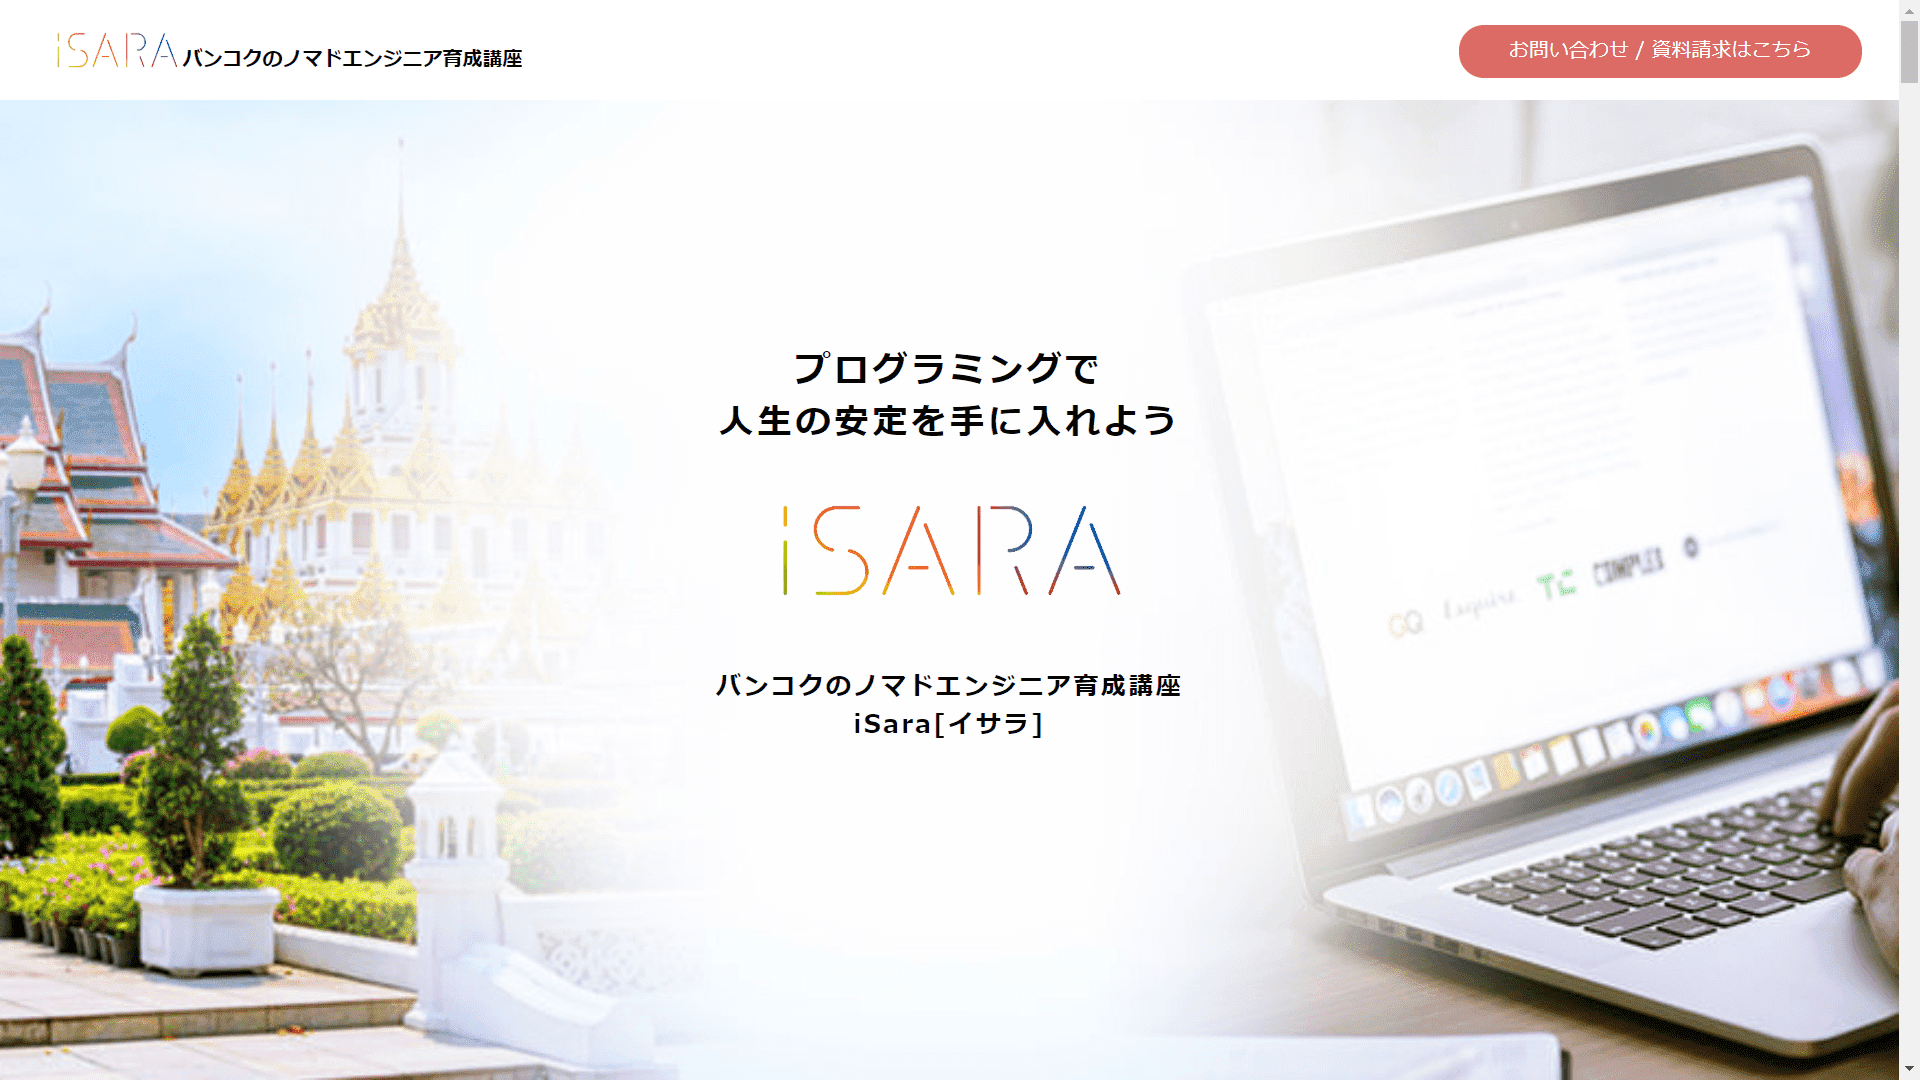 iSARA バンコクのノマドエンジニア育成講座
お問い合わせ / 資料請求はこちら
プログラミングで
人生の安定を手に入れよう
iSARA
バンコクのノマドエンジニア育成講座
iSara[イサラ]
GQ Esquire TC COMPLEX